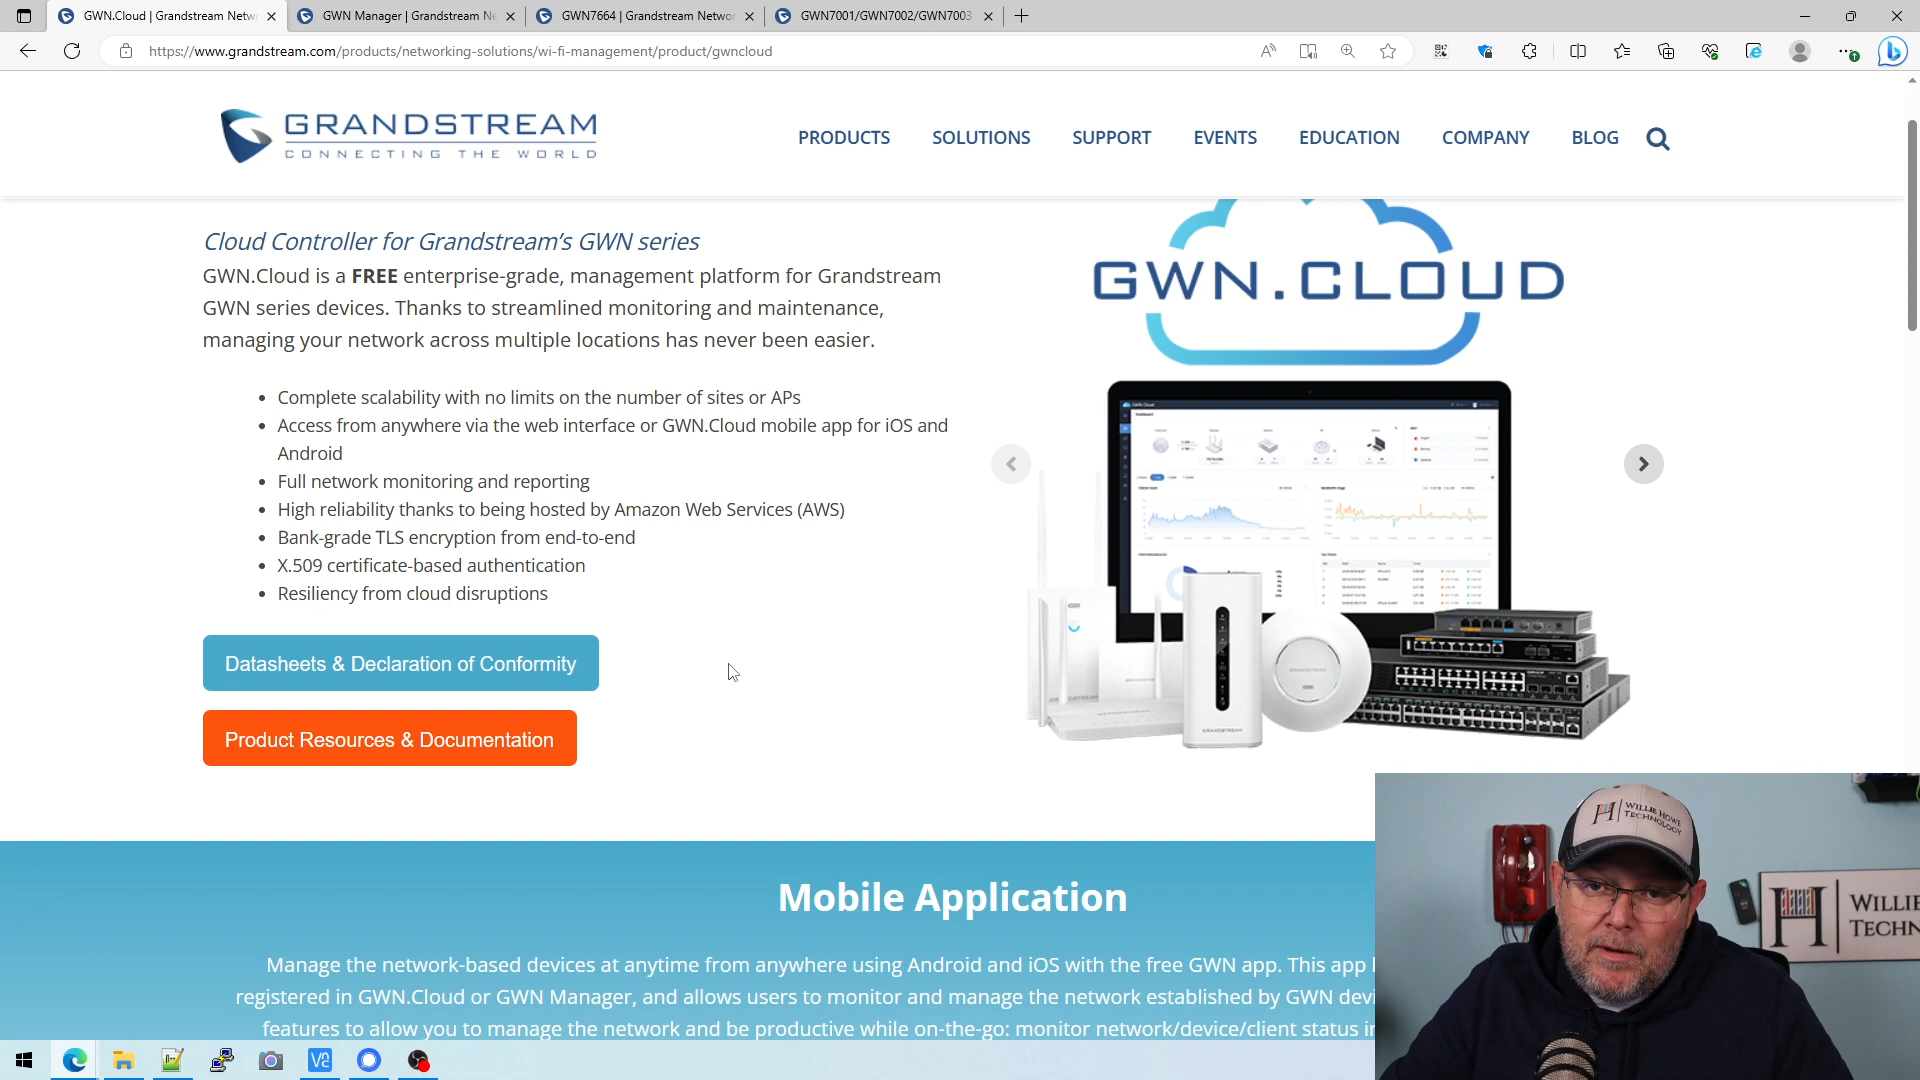 GWN.Cloud | Grandstream Netw
GWN Manager | Grandstream Ne
GWN7664 | Grandstream Networ
GWN7001/GWN7002/GWN7003
https://www.grandstream.com/products/networking-solutions/wi-fi-management/product/gwncloud
GRANDSTREAM
CONNECTING THE WORLD
PRODUCTS
SOLUTIONS
SUPPORT
EVENTS
EDUCATION
COMPANY
BLOG
Cloud Controller for Grandstream's GWN series
GWN.Cloud is a FREE enterprise-grade, management platform for Grandstream
GWN series devices. Thanks to streamlined monitoring and maintenance,
managing your network across multiple locations has never been easier.
• Complete scalability with no limits on the number of sites or APs
• Access from anywhere via the web interface or GWN.Cloud mobile app for iOS and
Android
• Full network monitoring and reporting
• High reliability thanks to being hosted by Amazon Web Services (AWS)
• Bank-grade TLS encryption from end-to-end
• X.509 certificate-based authentication
• Resiliency from cloud disruptions
Datasheets & Declaration of Conformity
Product Resources & Documentation
GWN.CLOUD
GRANDSTREAM
Mobile Application
Manage the network-based devices at anytime from anywhere using Android and iOS with the free GWN app. This app
registered in GWN.Cloud or GWN Manager, and allows users to monitor and manage the network established by GWN devi
features to allow you to manage the network and be productive while on-the-go: monitor network/device/client status i
H WILLIE HOWE
TECHNOLOGY
H WILLIE
TECHN